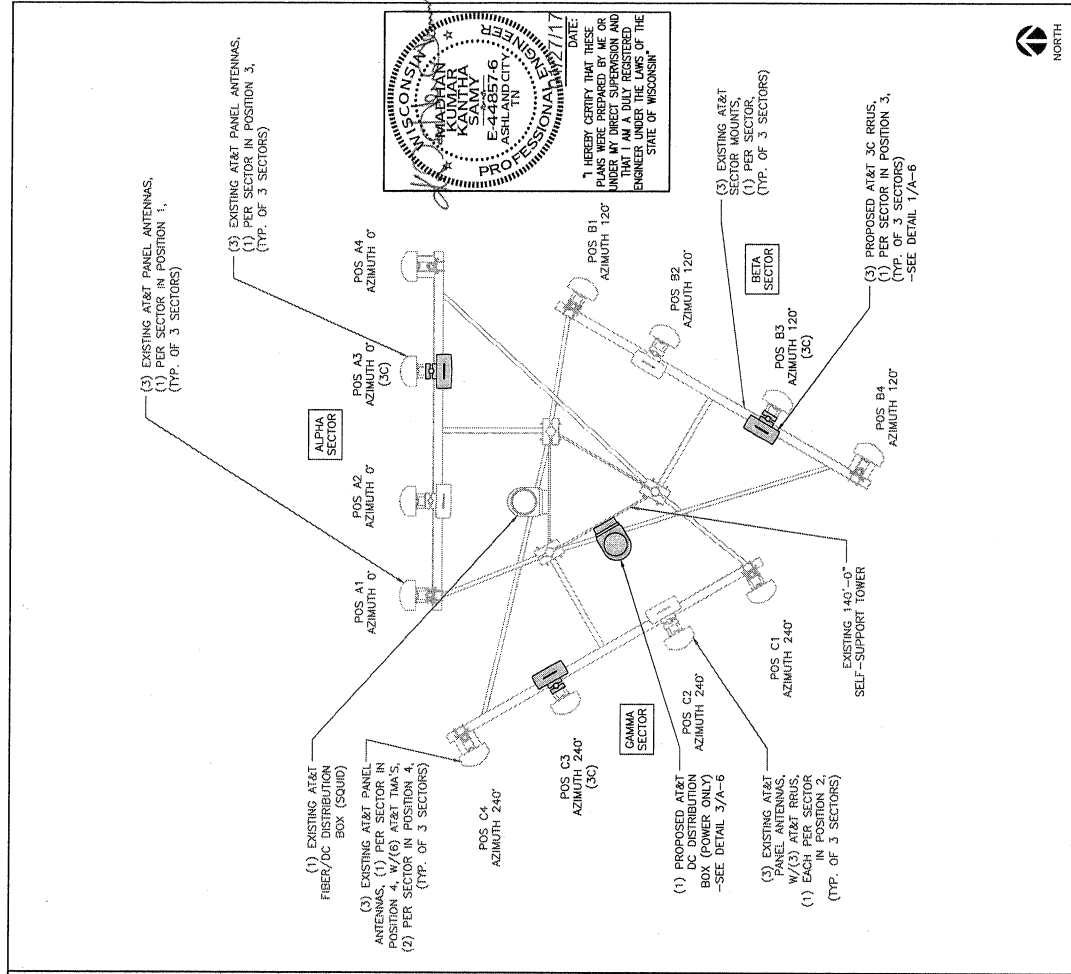 (3) EXISTING AT&T PANEL ANTENNAS,
(1) PER SECTOR IN POSITION 1,
(TYP. OF 3 SECTORS)
(3) EXISTING AT&T PANEL ANTENNAS,
(1) PER SECTOR IN POSITION 3,
(TYP. OF 3 SECTORS)
WISCONSIN
MADHAN
KUMAR
KANTHA
SAMY
E-44857-6
ASHLAND CITY
TN
PROFESSIONAL ENGINEER
27/17
DATE:
"I HEREBY CERTIFY THAT THESE
PLANS WERE PREPARED BY ME OR
UNDER MY DIRECT SUPERVISION AND
THAT I AM A DULY REGISTERED
ENGINEER UNDER THE LAWS OF THE
STATE OF WISCONSIN"
NORTH
ALPHA
SECTOR
POS A1
AZIMUTH 0°
POS A2
AZIMUTH 0°
POS A3
AZIMUTH 0°
(3C)
POS A4
AZIMUTH 0°
POS B1
AZIMUTH 120°
POS B2
AZIMUTH 120°
BETA
SECTOR
POS B3
AZIMUTH 120°
(3C)
POS B4
AZIMUTH 120°
(3) EXISTING AT&T
SECTOR MOUNTS,
(1) PER SECTOR,
(TYP. OF 3 SECTORS)
(3) PROPOSED AT&T 3C RRUS,
(1) PER SECTOR IN POSITION 3,
(TYP. OF 3 SECTORS)
-SEE DETAIL 1/A-6
(1) EXISTING AT&T
FIBER/DC DISTRIBUTION
BOX (SQUID)
(3) EXISTING AT&T PANEL
ANTENNAS, (1) PER SECTOR IN
POSITION 4, W/(6) AT&T TMA'S,
(2) PER SECTOR IN POSITION 4,
(TYP. OF 3 SECTORS)
POS C4
AZIMUTH 240°
POS C3
AZIMUTH 240°
(3C)
GAMMA
SECTOR
POS C2
AZIMUTH 240°
POS C1
AZIMUTH 240°
(1) PROPOSED AT&T
DC DISTRIBUTION
BOX (POWER ONLY)
-SEE DETAIL 3/A-6
(3) EXISTING AT&T
PANEL ANTENNAS,
W/(3) AT&T RRUS,
(1) EACH PER SECTOR
IN POSITION 2,
(TYP. OF 3 SECTORS)
EXISTING 140'-0"
SELF-SUPPORT TOWER